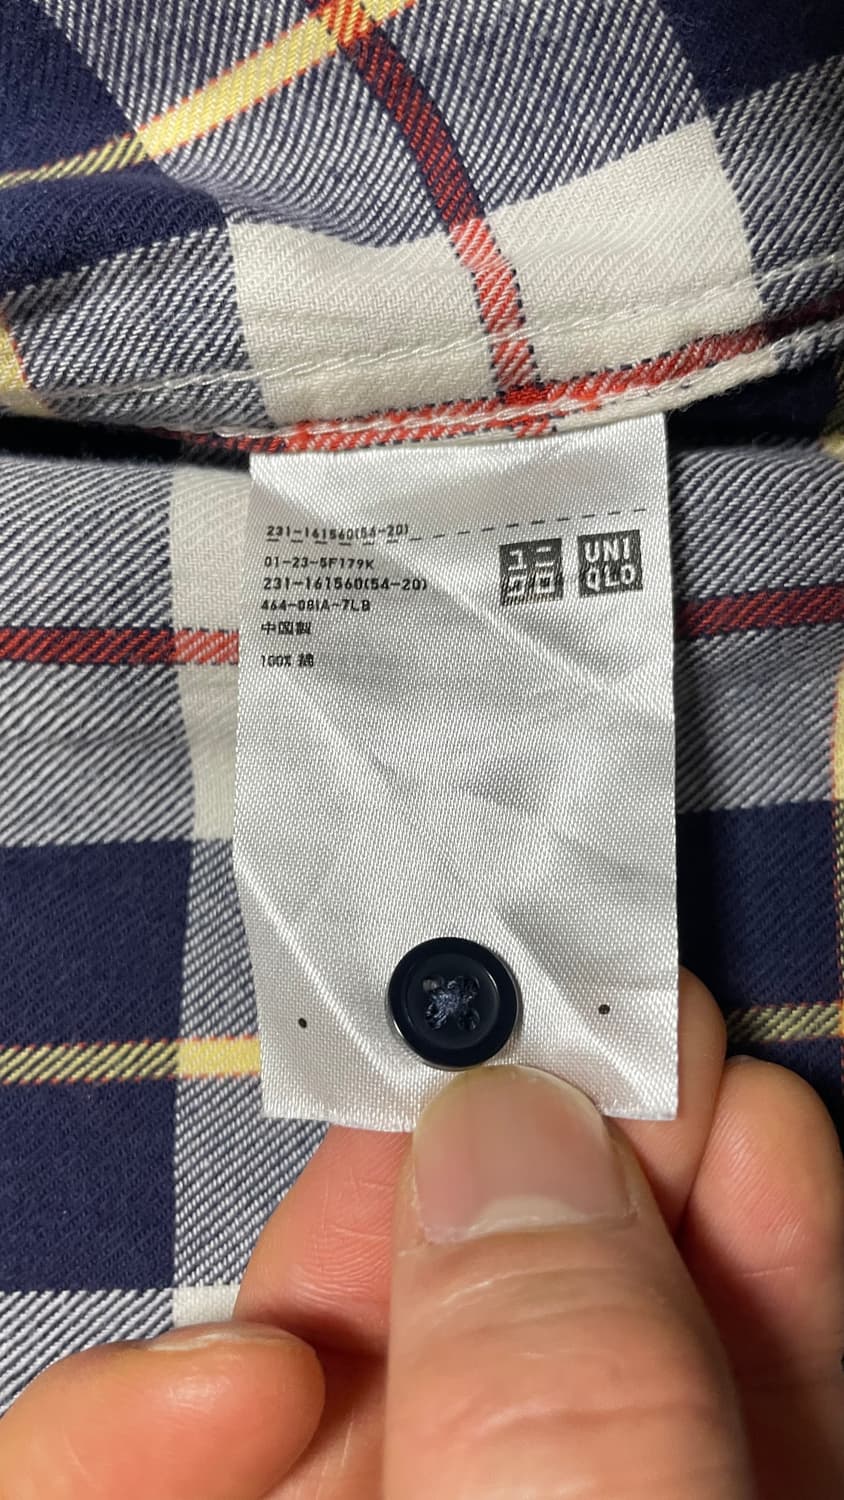 231-161560(54-20)
ユニ
クロ
UNI
QLO
01-23-5F179K
231-161560(54-20)
464-081A-7LB
中国製
100% 綿